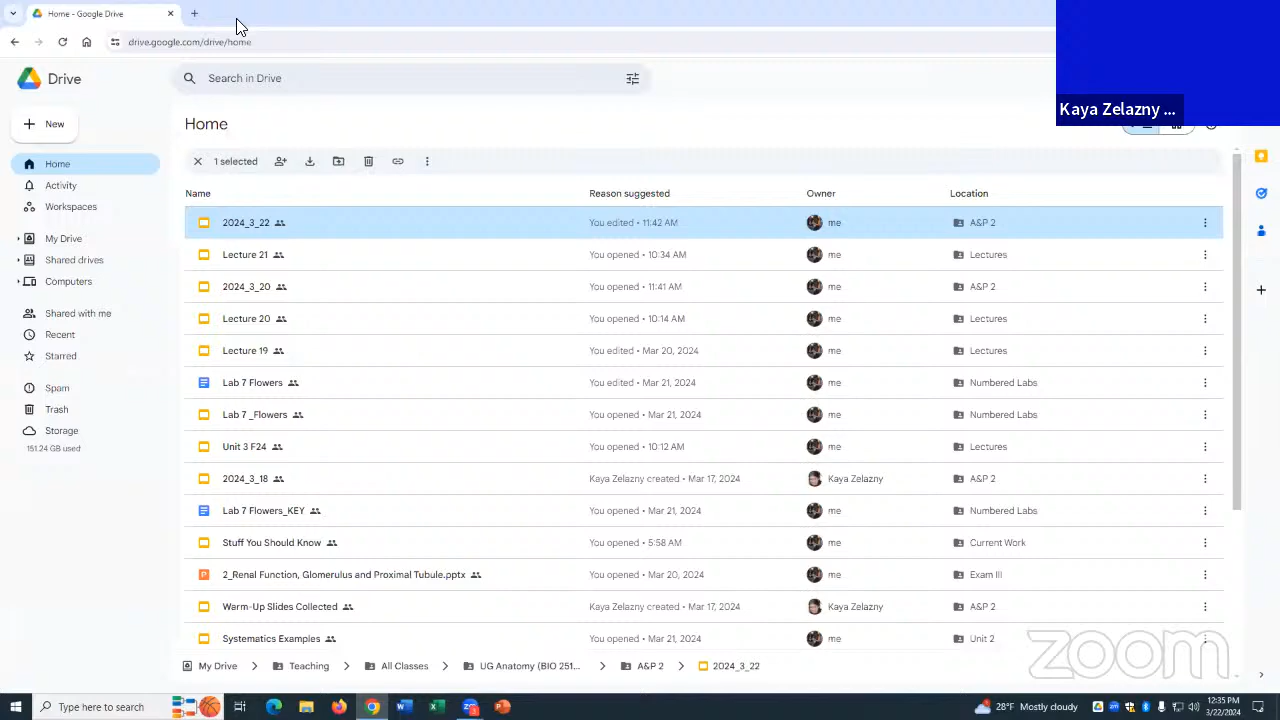 Home - Google Drive
drive.google.com/drive/home
Kaya Zelazny ...
Drive
Search in Drive
New
Home
1 selected
Home
Activity
Workspaces
My Drive
Shared drives
Computers
Shared with me
Recent
Starred
Spam
Trash
Storage
151.24 GB used
Name Reason suggested Owner Location
2024_3_22 You edited • 11:42 AM me A&P 2
Lecture 21 You opened • 10:34 AM me Lectures
2024_3_20 You opened • 11:41 AM me A&P 2
Lecture 20 You opened • 10:14 AM me Lectures
Lecture 19 You edited • Mar 20, 2024 me Lectures
Lab 7 Flowers You edited • Mar 21, 2024 me Numbered Labs
Lab 7 _Flowers You opened • Mar 21, 2024 me Numbered Labs
Unit 3 F24 You opened • 10:12 AM me Lectures
2024_3_18 Kaya Zelazny created • Mar 17, 2024 Kaya Zelazny A&P 2
Lab 7 Flowers_KEY You opened • Mar 21, 2024 me Numbered Labs
Stuff You Should Know You opened • 5:58 AM me Current Work
2_Renal Function, Glomerulus and Proximal Tubule.pptx You opened • Mar 20, 2024 me Exam III
Warm-Up Slides Collected Kaya Zelazny created • Mar 17, 2024 Kaya Zelazny A&P 2
Systematics Examples You opened • Mar 21, 2024 me Unit 2
My Drive Teaching All Classes UG Anatomy (BIO 251... A&P 2 2024_3_22
zoom
Type here to search
28°F Mostly cloudy
12:35 PM
3/22/2024